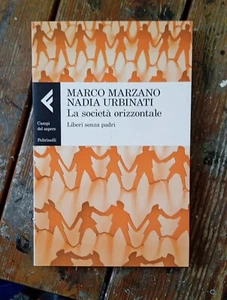 MARCO MARZANO
NADIA URBINATI
La società orizzontale
Liberi senza padri
Campi
del sapere
Feltrinelli